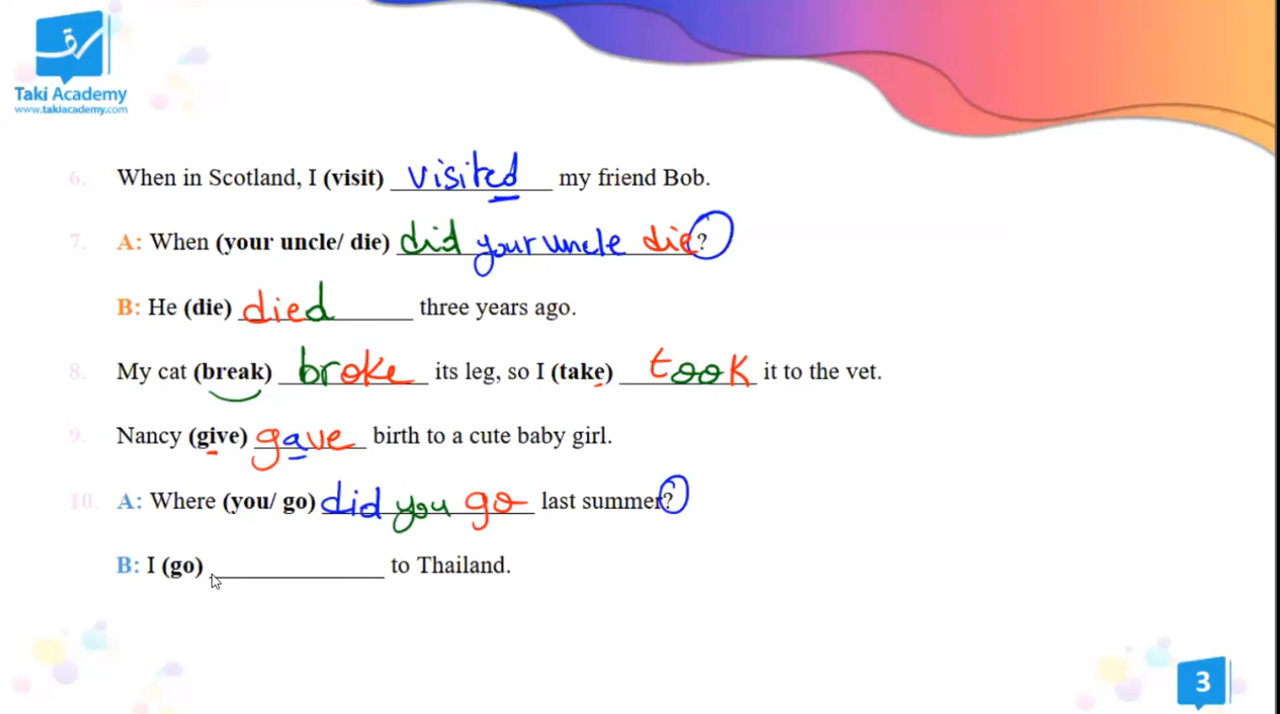 Taki Academy
www.takiacademy.com
6. When in Scotland, I (visit) visited my friend Bob.
7. A: When (your uncle/ die) did your uncle die?
B: He (die) died three years ago.
8. My cat (break) broke its leg, so I (take) took it to the vet.
9. Nancy (give) gave birth to a cute baby girl.
10. A: Where (you/ go) did you go last summer?
B: I (go) ______________ to Thailand.
3